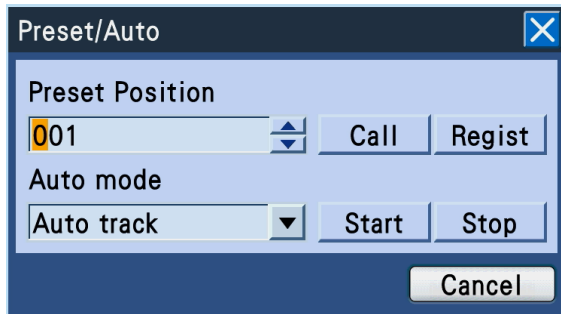 Preset/Auto
Preset Position
001 Call Regist
Auto mode
Auto track Start Stop
Cancel